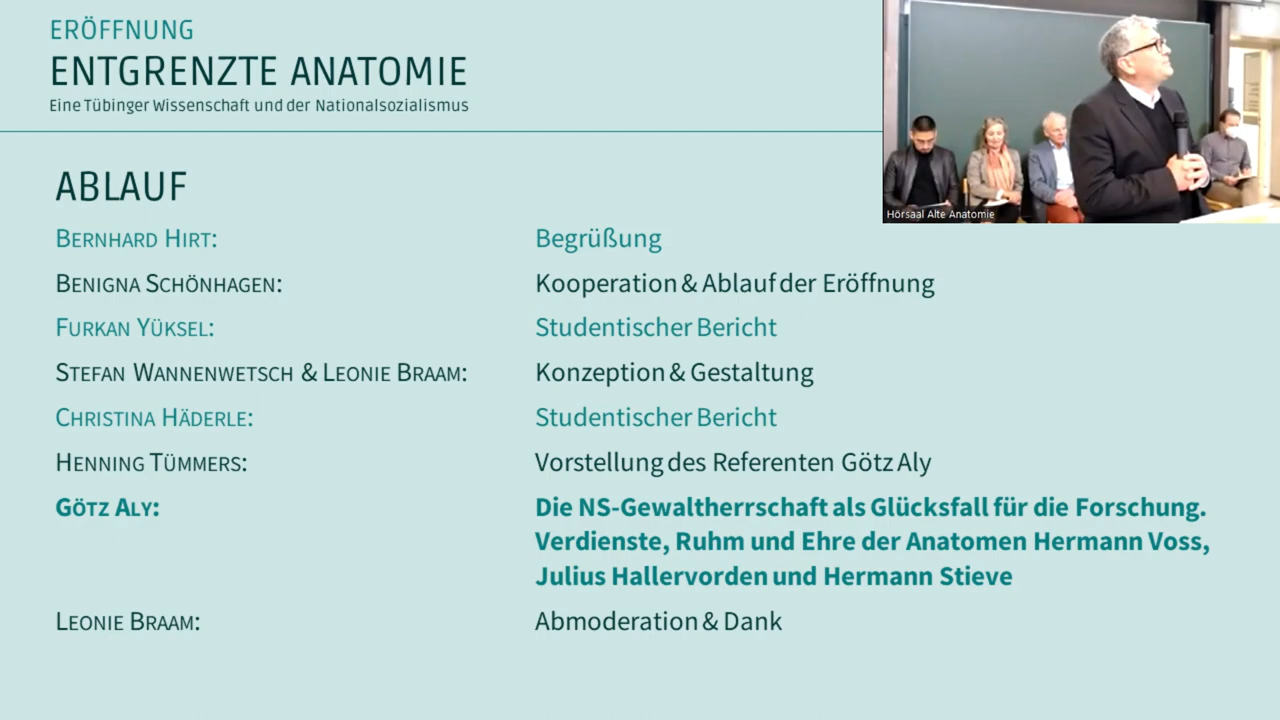 ERÖFFNUNG
ENTGRENZTE ANATOMIE
Eine Tübinger Wissenschaft und der Nationalsozialismus
Hörsaal Alte Anatomie
ABLAUF
BERNHARD HIRT: Begrüßung
BENIGNA SCHÖNHAGEN: Kooperation & Ablauf der Eröffnung
FURKAN YÜKSEL: Studentischer Bericht
STEFAN WANNENWETSCH & LEONIE BRAAM: Konzeption & Gestaltung
CHRISTINA HÄDERLE: Studentischer Bericht
HENNING TÜMMERS: Vorstellung des Referenten Götz Aly
GÖTZ ALY: Die NS-Gewaltherrschaft als Glücksfall für die Forschung.
Verdienste, Ruhm und Ehre der Anatomen Hermann Voss,
Julius Hallervorden und Hermann Stieve
LEONIE BRAAM: Abmoderation & Dank